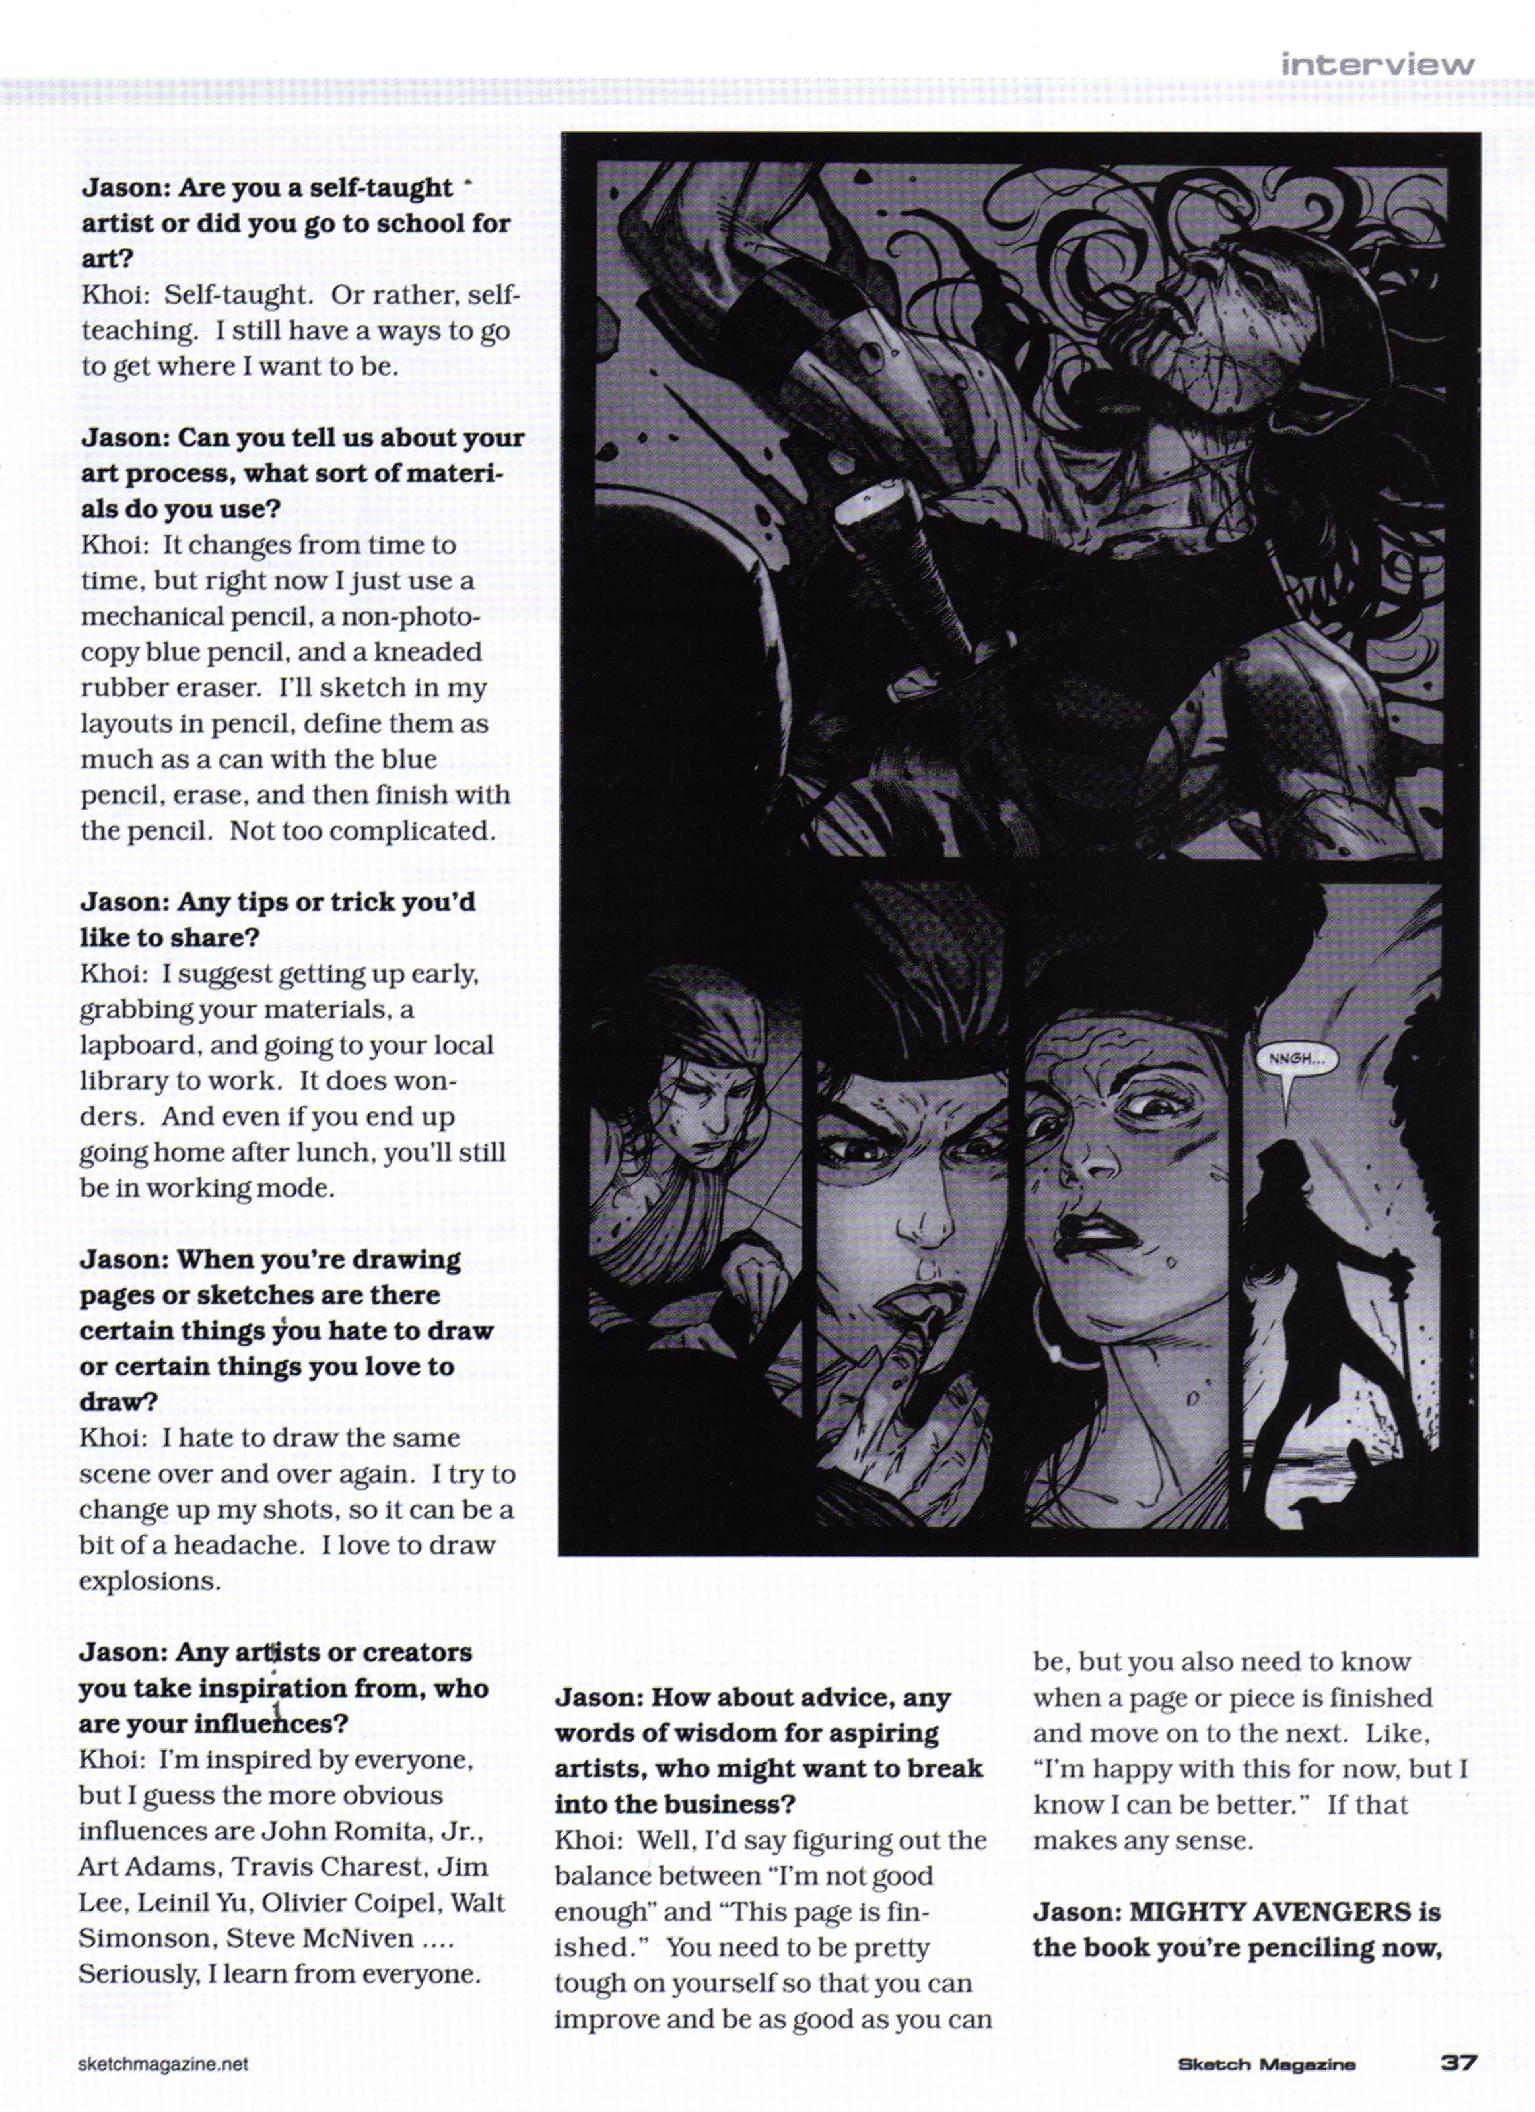 interview
Jason: Are you a self-taught
artist or did you go to school for
art?
Khoi:  Self-taught.  Or rather, self-
teaching.  I still have a ways to go
to get where I want to be.
Jason: Can you tell us about your
art process, what sort of materi-
als do you use?
Khoi:  It changes from time to
time, but right now I just use a
mechanical pencil, a non-photo-
copy blue pencil, and a kneaded
rubber eraser.  I'll sketch in my
layouts in pencil, define them as
much as a can with the blue
pencil, erase, and then finish with
the pencil.  Not too complicated.
Jason: Any tips or trick you'd
like to share?
Khoi:  I suggest getting up early,
grabbing your materials, a
lapboard, and going to your local
library to work.  It does won-
ders.  And even if you end up
going home after lunch, you'll still
be in working mode.
Jason: When you're drawing
pages or sketches are there
certain things you hate to draw
or certain things you love to
draw?
Khoi:  I hate to draw the same
scene over and over again.  I try to
change up my shots, so it can be a
bit of a headache.  I love to draw
explosions.
Jason: Any artists or creators
you take inspiration from, who
are your influences?
Khoi:  I'm inspired by everyone,
but I guess the more obvious
influences are John Romita, Jr.,
Art Adams, Travis Charest, Jim
Lee, Leinil Yu, Olivier Coipel, Walt
Simonson, Steve McNiven ....
Seriously, I learn from everyone.
NNGH...
Jason: How about advice, any
words of wisdom for aspiring
artists, who might want to break
into the business?
Khoi:  Well, I'd say figuring out the
balance between "I'm not good
enough" and "This page is fin-
ished."  You need to be pretty
tough on yourself so that you can
improve and be as good as you can
be, but you also need to know
when a page or piece is finished
and move on to the next.  Like,
"I'm happy with this for now, but I
know I can be better."  If that
makes any sense.
Jason: MIGHTY AVENGERS is
the book you're penciling now,
sketchmagazine.net
Sketch Magazine 37